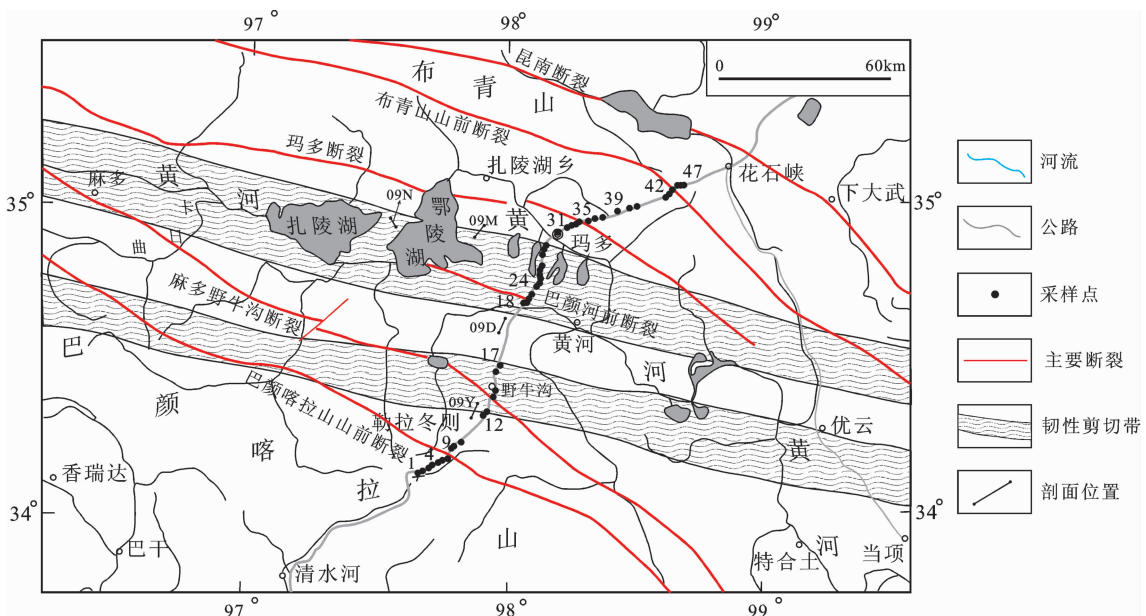 97°
98°
99°
0
60km
昆南断裂
布青山
布青山山前断裂
玛多断裂
扎陵湖乡
花石峡
下大武
47
42
39
35
31
麻多
黄河
卡日曲
09N
09M
扎陵湖
鄂陵湖
黄
玛多
35°
35°
24
18
巴颜河前断裂
麻多野牛沟断裂
09D
黄河
河
17
野牛沟
09Y
12
勒拉冬则
巴颜喀拉山山前断裂
9
4
1
优云
黄
巴颜喀拉山
香瑞达
34°
34°
巴干
清水河
特合土
河
当项
97°
98°
99°
河流
公路
采样点
主要断裂
韧性剪切带
剖面位置